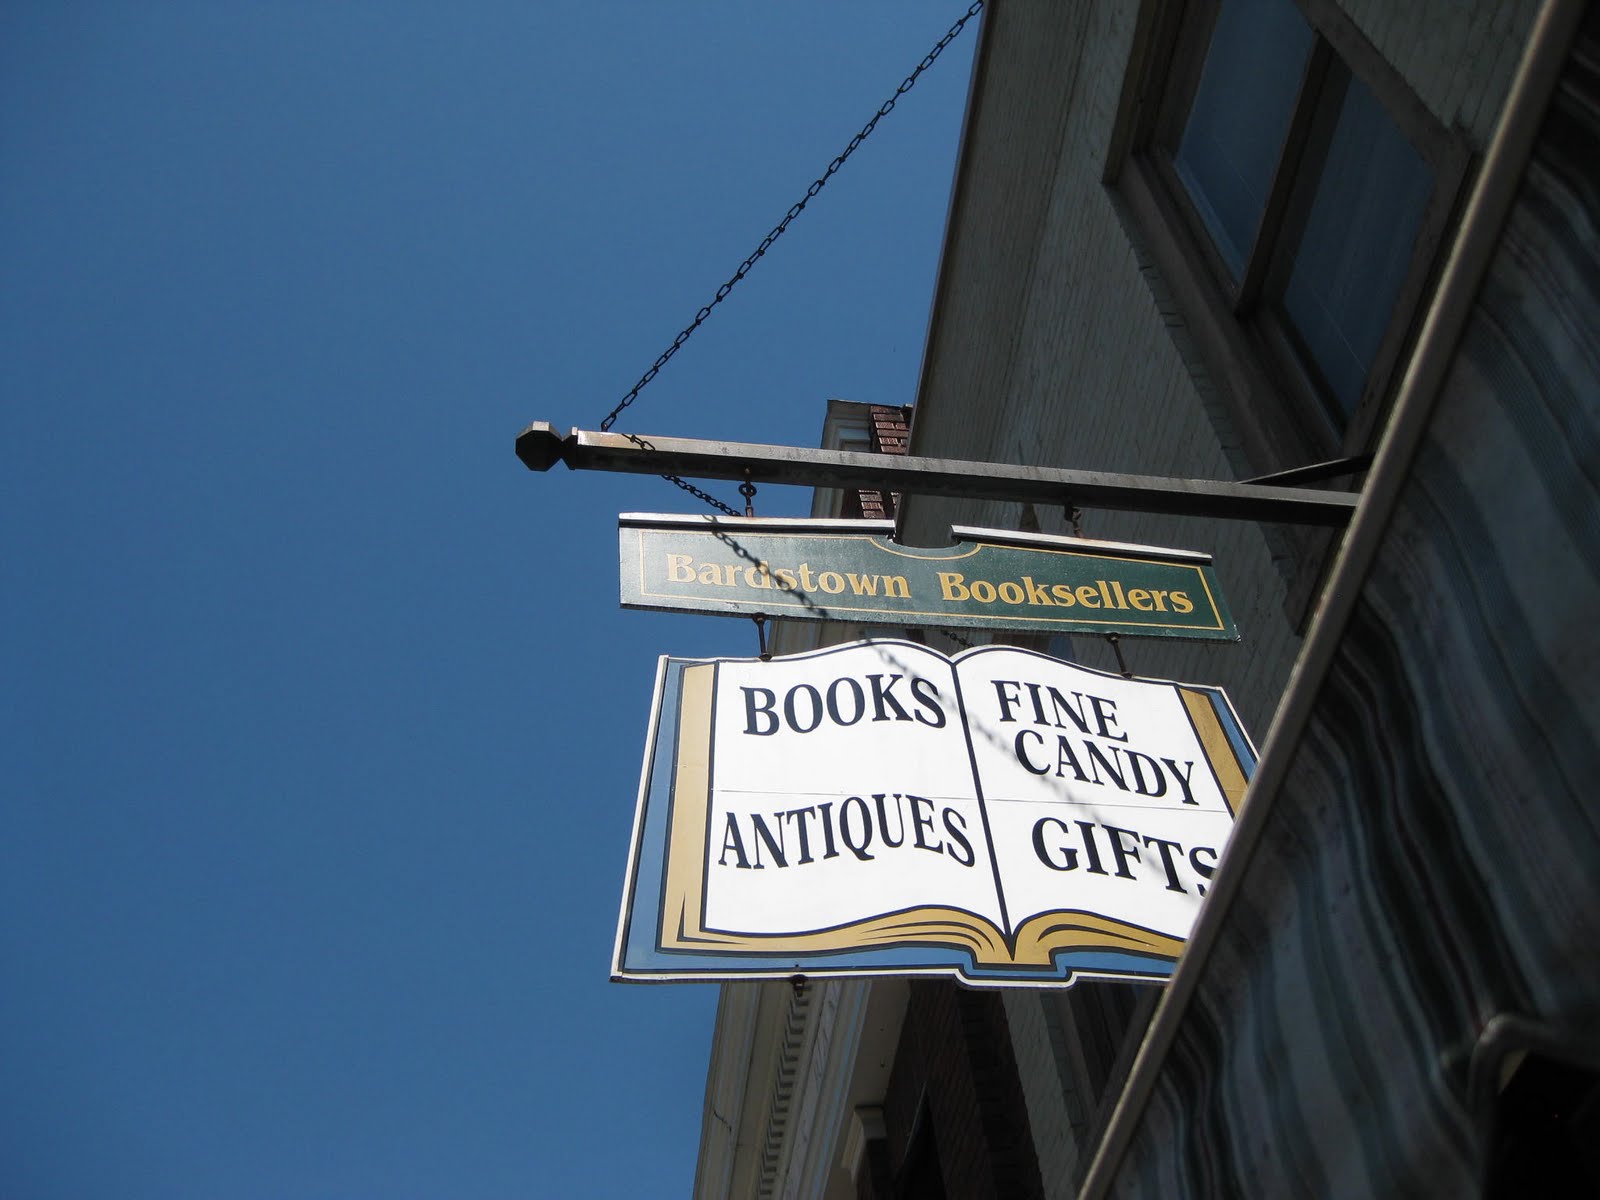 Bardstown Booksellers
BOOKS
ANTIQUES
FINE
CANDY
GIFTS